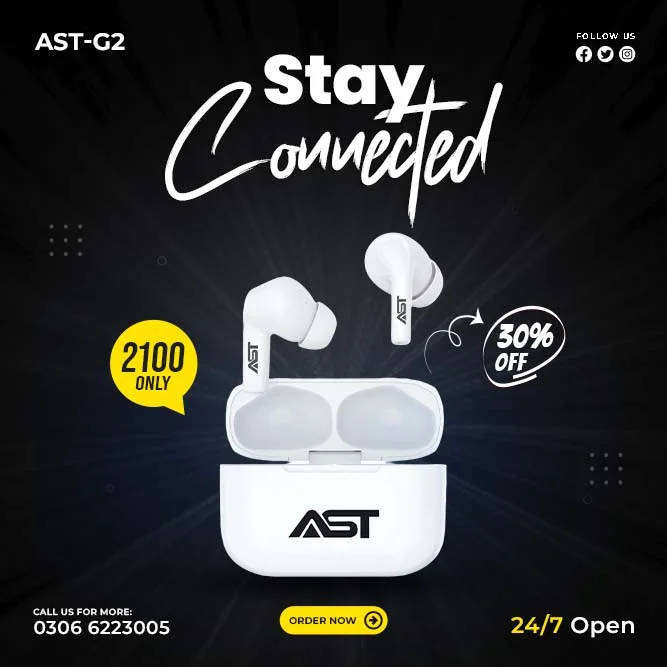 AST-G2
FOLLOW US
Stay
Connected
AST
AST
2100
ONLY
30%
OFF
AST
CALL US FOR MORE:
0306 6223005
ORDER NOW
24/7 Open